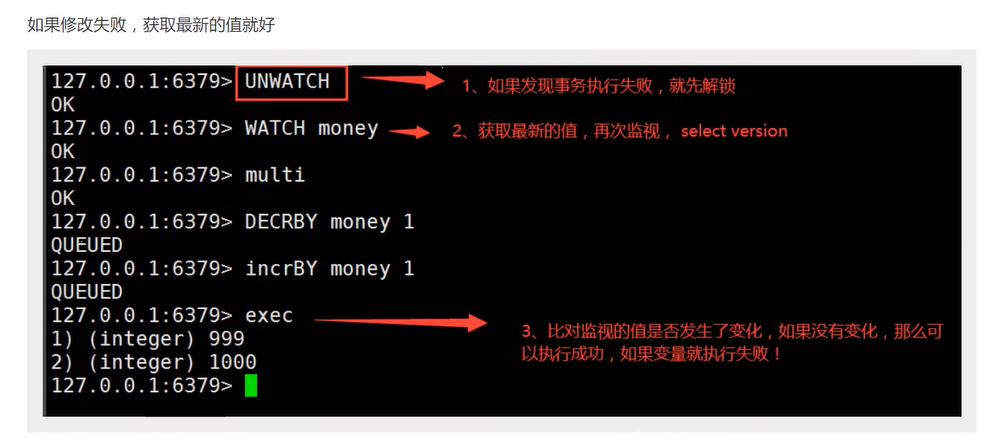 如果修改失败，获取最新的值就好
127.0.0.1:6379> UNWATCH
1、如果发现事务执行失败，就先解锁
OK
127.0.0.1:6379> WATCH money
2、获取最新的值，再次监视， select version
OK
127.0.0.1:6379> multi
OK
127.0.0.1:6379> DECRBY money 1
QUEUED
127.0.0.1:6379> incrBY money 1
QUEUED
127.0.0.1:6379> exec
1) (integer) 999
2) (integer) 1000
127.0.0.1:6379>
3、比对监视的值是否发生了变化，如果没有变化，那么可
以执行成功，如果变量就执行失败！